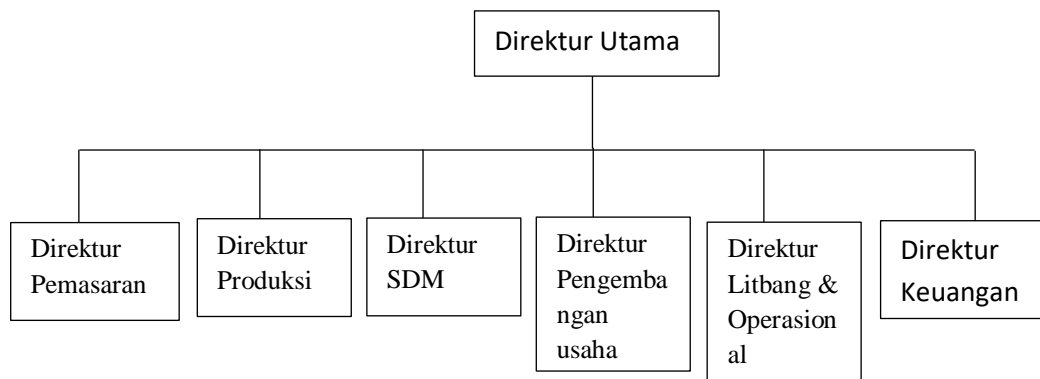 Direktur Utama
Direktur
Pemasaran
Direktur
Produksi
Direktur
SDM
Direktur
Pengemba
ngan
usaha
Direktur
Litbang &
Operasion
al
Direktur
Keuangan